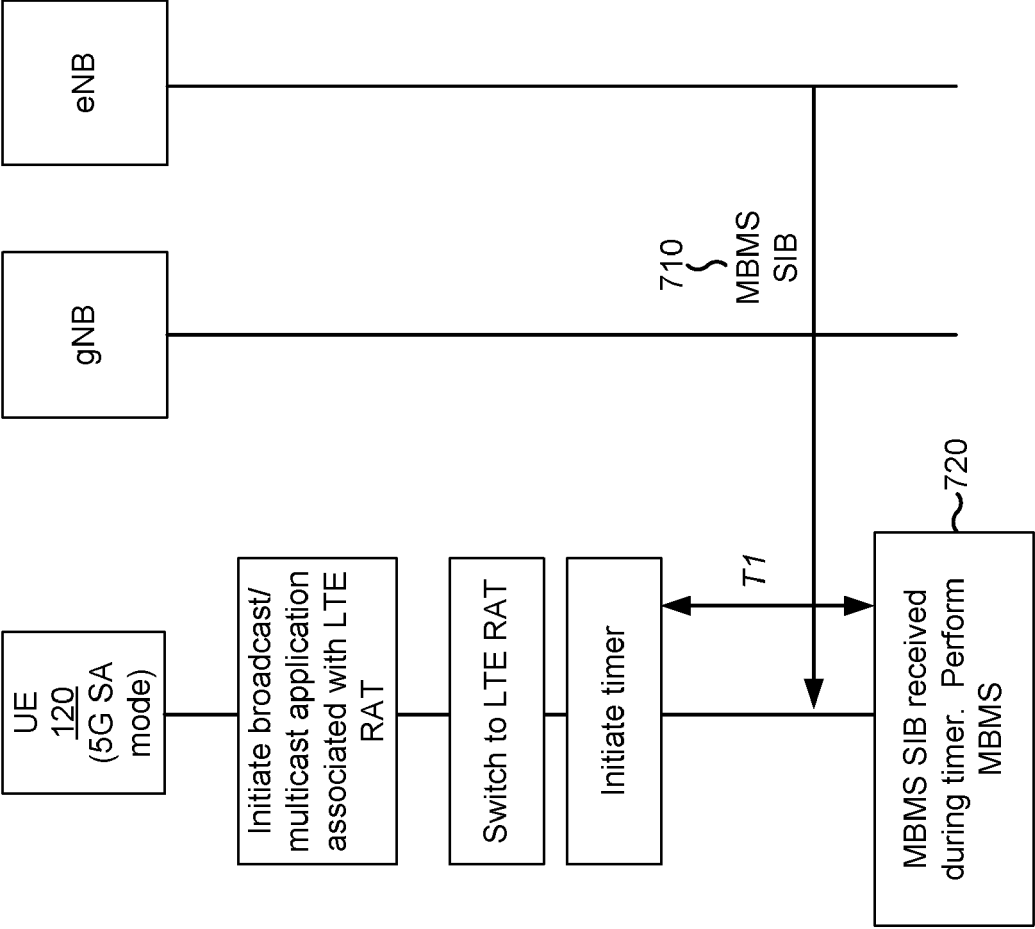 UE
120
(5G SA
mode)
gNB
eNB
Initiate broadcast/
multicast application
associated with LTE
RAT
Switch to LTE RAT
Initiate timer
T1
710
MBMS
SIB
MBMS SIB received
during timer. Perform
MBMS
720